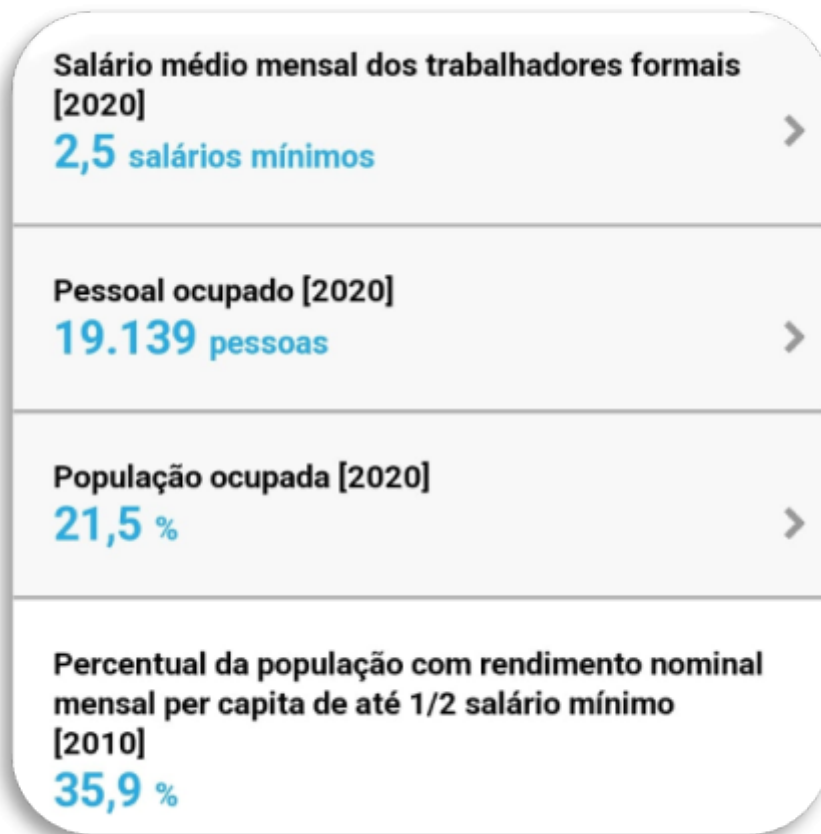 Salário médio mensal dos trabalhadores formais
[2020]
2,5 salários mínimos
Pessoal ocupado [2020]
19.139 pessoas
População ocupada [2020]
21,5 %
Percentual da população com rendimento nominal
mensal per capita de até 1/2 salário mínimo
[2010]
35,9 %